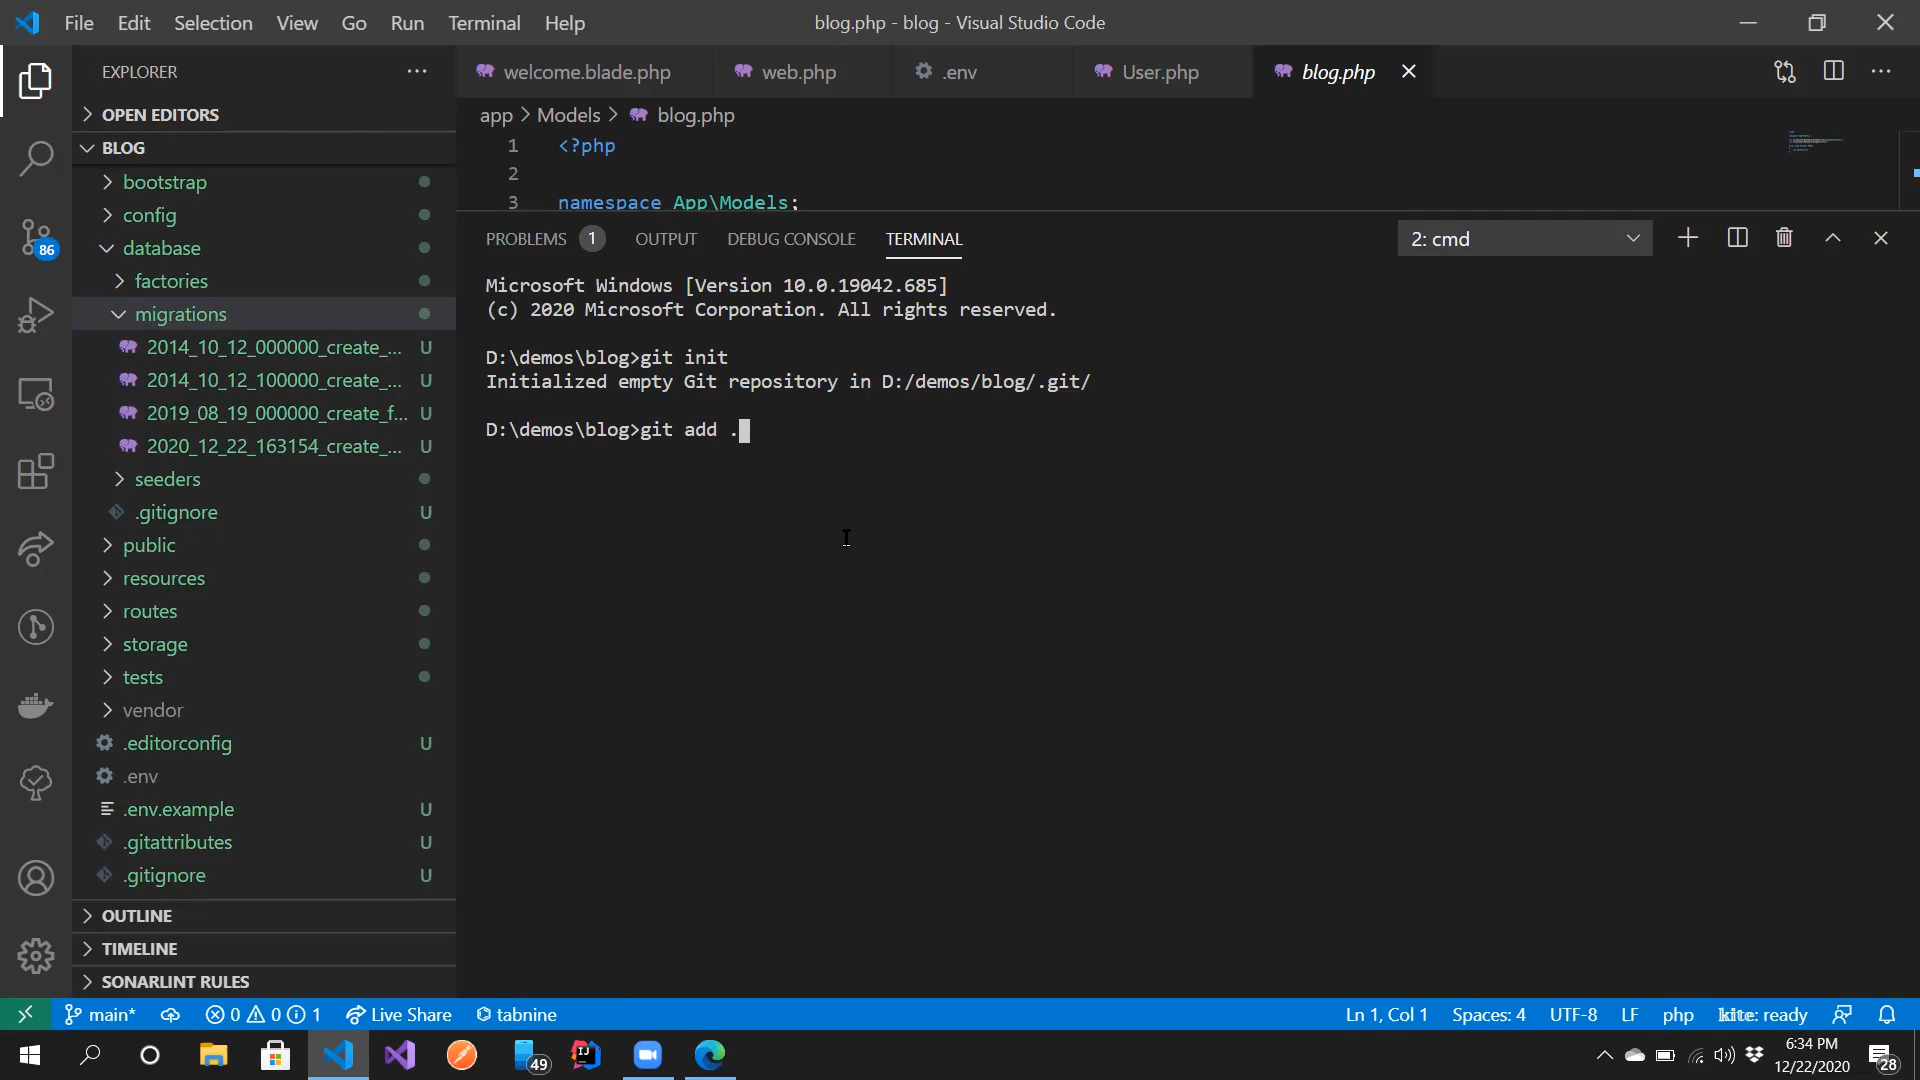 File Edit Selection View Go Run Terminal Help
blog.php - blog - Visual Studio Code
EXPLORER
OPEN EDITORS
BLOG
bootstrap
config
database
factories
migrations
2014_10_12_000000_create_... U
2014_10_12_100000_create_... U
2019_08_19_000000_create_f... U
2020_12_22_163154_create_... U
seeders
.gitignore U
public
resources
routes
storage
tests
vendor
.editorconfig U
.env
.env.example U
.gitattributes U
.gitignore U
OUTLINE
TIMELINE
SONARLINT RULES
86
welcome.blade.php web.php .env User.php blog.php
app > Models > blog.php
1 <?php
2
3 namespace App\Models;
PROBLEMS 1 OUTPUT DEBUG CONSOLE TERMINAL
2: cmd
Microsoft Windows [Version 10.0.19042.685]
(c) 2020 Microsoft Corporation. All rights reserved.
D:\demos\blog>git init
Initialized empty Git repository in D:/demos/blog/.git/
D:\demos\blog>git add .
main* 0 0 1 Live Share tabnine
Ln 1, Col 1 Spaces: 4 UTF-8 LF php kite: ready
49
6:34 PM
12/22/2020
28